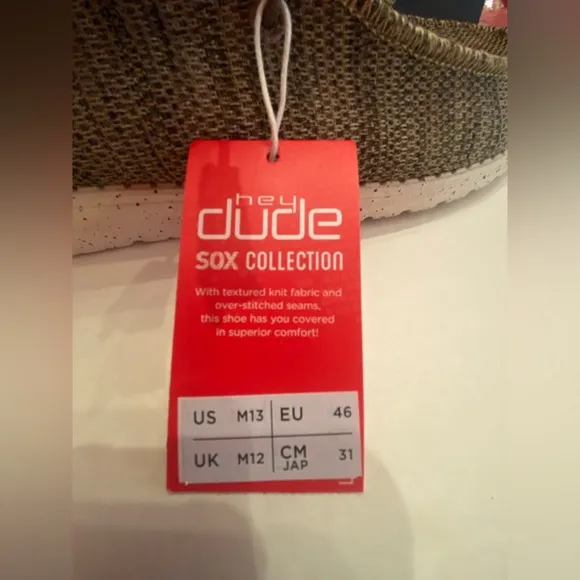 hey
dude
SOX COLLECTION
With textured knit fabric and
over-stitched seams,
this shoe has you covered
in superior comfort!
US M13 EU 46
UK M12 CM JAP 31